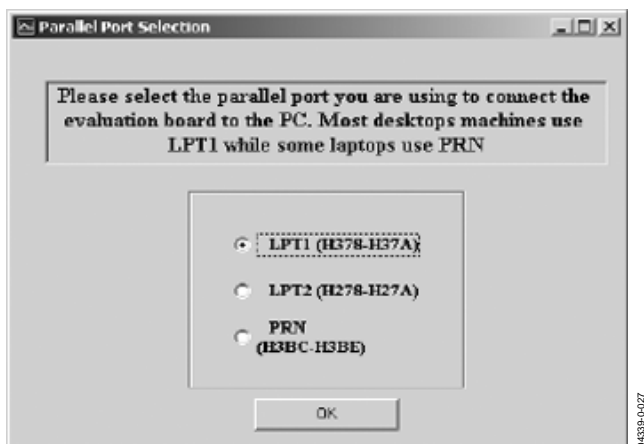 Parallel Port Selection
Please select the parallel port you are using to connect the
evaluation board to the PC. Most desktops machines use
LPT1 while some laptops use PRN
LPT1 (H378-H37A)
LPT2 (H278-H27A)
PRN
(H3BC-H3BE)
OK
04339-0-027